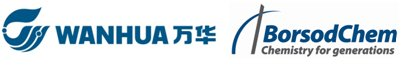 WANHUA 万华
BorsodChem
Chemistry for generations